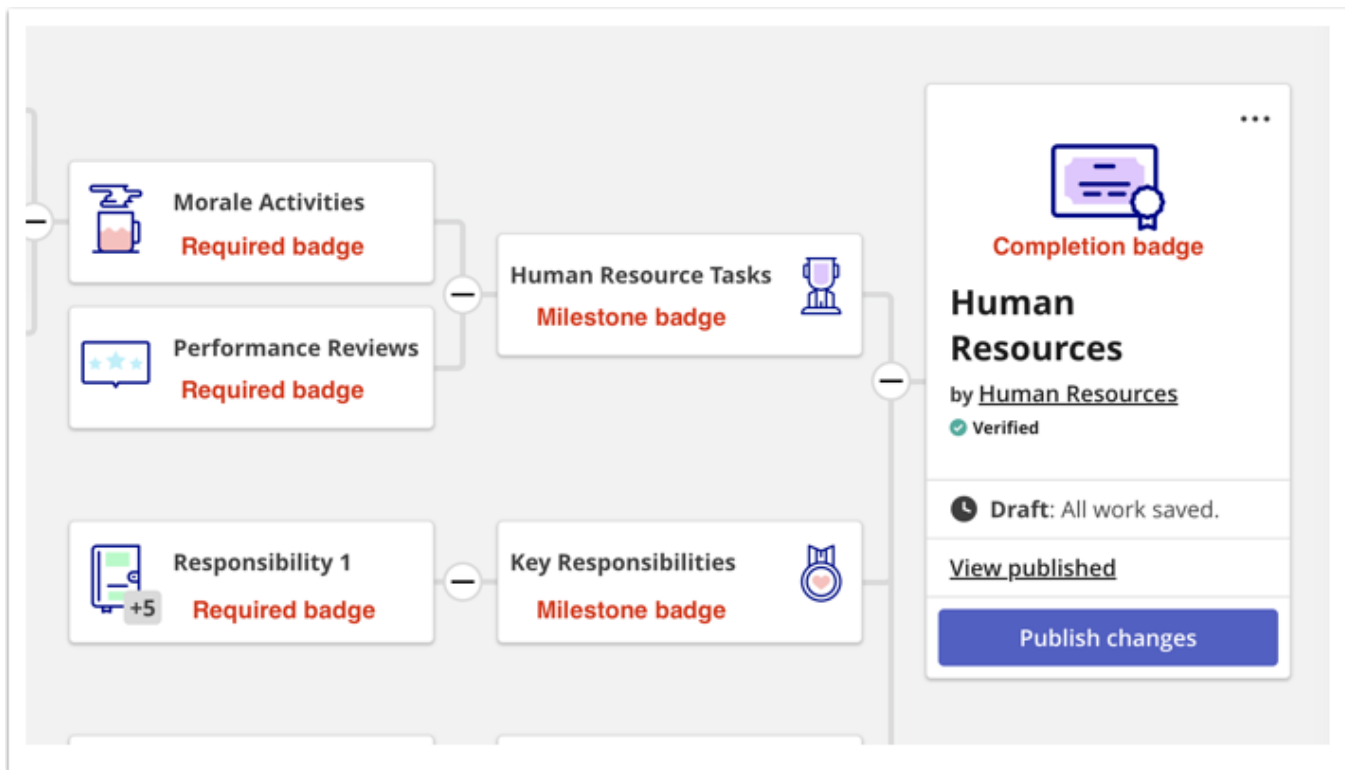 Morale Activities
Required badge
Performance Reviews
Required badge
Human Resource Tasks
Milestone badge
Responsibility 1
+5
Required badge
Key Responsibilities
Milestone badge
...
Completion badge
Human
Resources
by Human Resources
Verified
Draft: All work saved.
View published
Publish changes